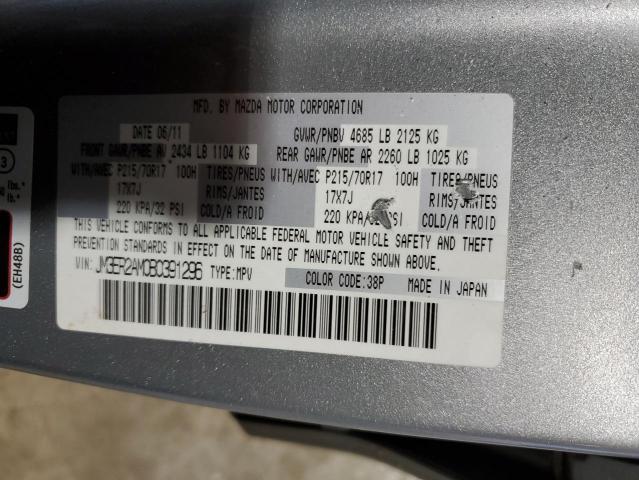 MFD. BY MAZDA MOTOR CORPORATION
DATE 06/11 GVWR/PNBV 4685 LB 2125 KG
FRONT GAWR/PNBE AV 2434 LB 1104 KG REAR GAWR/PNBE AR 2260 LB 1025 KG
WITH/AVEC P215/70R17 100H TIRES/PNEUS WITH/AVEC P215/70R17 100H TIRES/PNEUS
17X7J RIMS/JANTES 17X7J RIMS/JANTES
220 KPA/32 PSI COLD/A FROID 220 KPA/ PSI COLD/A FROID
THIS VEHICLE CONFORMS TO ALL APPLICABLE FEDERAL MOTOR VEHICLE SAFETY AND THEFT
PREVENTION STANDARDS IN EFFECT ON THE DATE OF MANUFACTURE SHOWN ABOVE.
VIN: JM3ER2AM0B0391296 TYPE:MPV COLOR CODE:38P MADE IN JAPAN
(EH48B)
lbs.*
lb.*